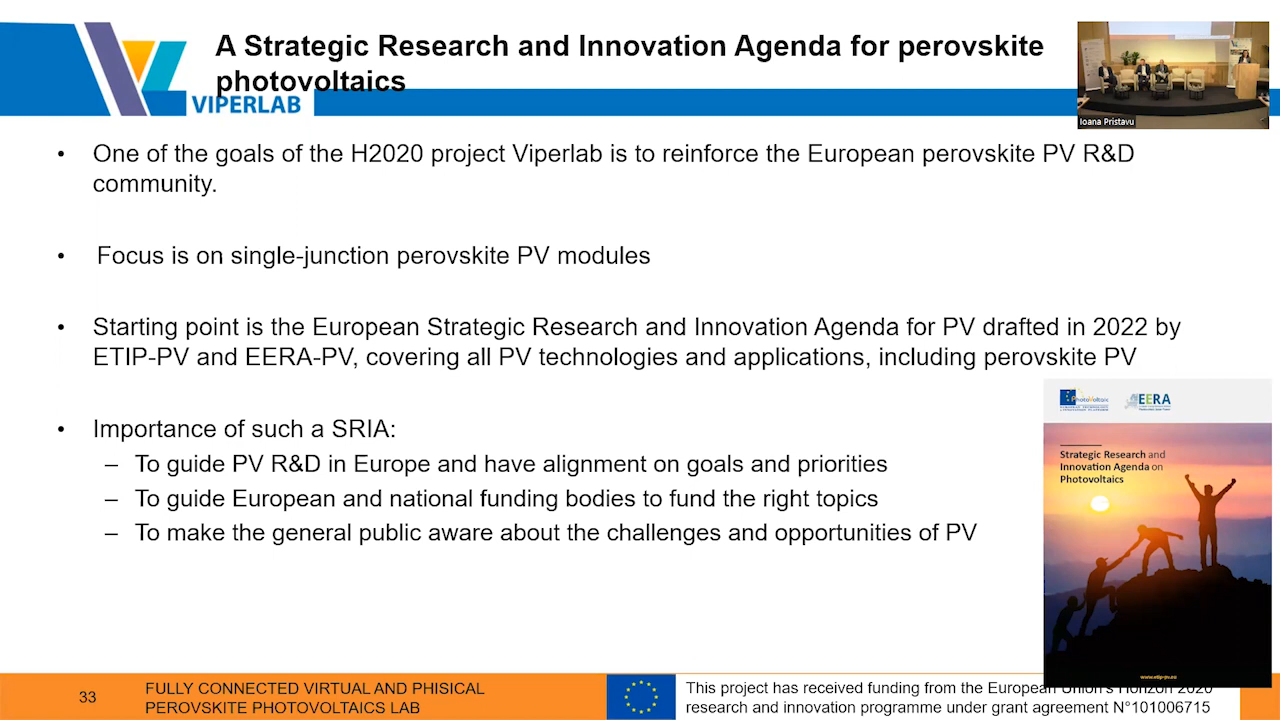 A Strategic Research and Innovation Agenda for perovskite
photovoltaics
VIPERLAB
Ioana Pristavu
• One of the goals of the H2020 project Viperlab is to reinforce the European perovskite PV R&D
community.
• Focus is on single-junction perovskite PV modules
• Starting point is the European Strategic Research and Innovation Agenda for PV drafted in 2022 by
ETIP-PV and EERA-PV, covering all PV technologies and applications, including perovskite PV
• Importance of such a SRIA:
– To guide PV R&D in Europe and have alignment on goals and priorities
– To guide European and national funding bodies to fund the right topics
– To make the general public aware about the challenges and opportunities of PV
EERA
Strategic Research and
Innovation Agenda on
Photovoltaics
www.etip-pv.eu
33
FULLY CONNECTED VIRTUAL AND PHISICAL
PEROVSKITE PHOTOVOLTAICS LAB
This project has received funding from the European Union's Horizon 2020
research and innovation programme under grant agreement N°101006715